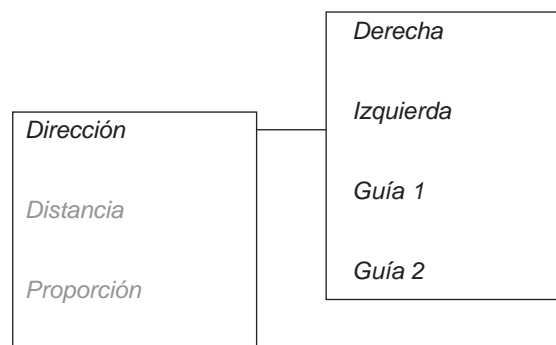 Dirección
Distancia
Proporción
Derecha
Izquierda
Guía 1
Guía 2